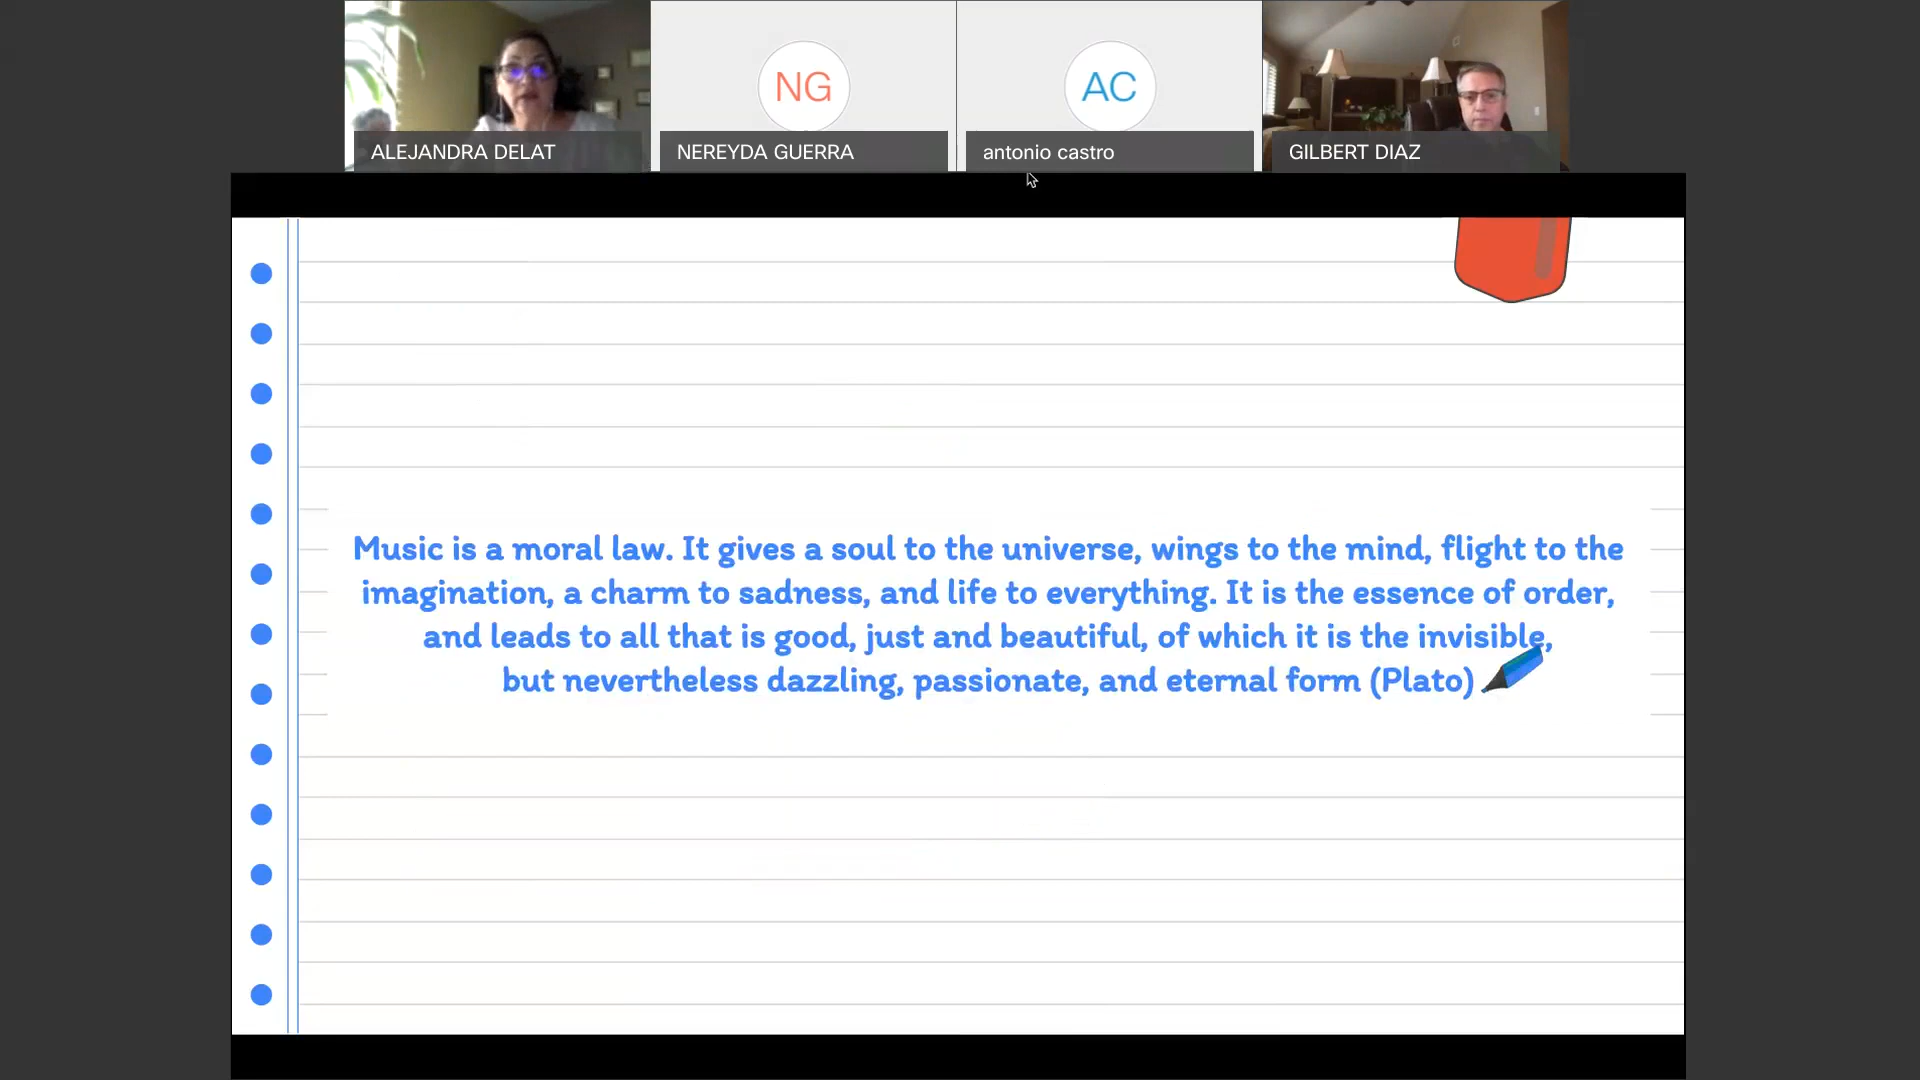 ALEJANDRA DELAT
NG
NEREYDA GUERRA
AC
antonio castro
GILBERT DIAZ
Music is a moral law. It gives a soul to the universe, wings to the mind, flight to the
imagination, a charm to sadness, and life to everything. It is the essence of order,
and leads to all that is good, just and beautiful, of which it is the invisible,
but nevertheless dazzling, passionate, and eternal form (Plato)